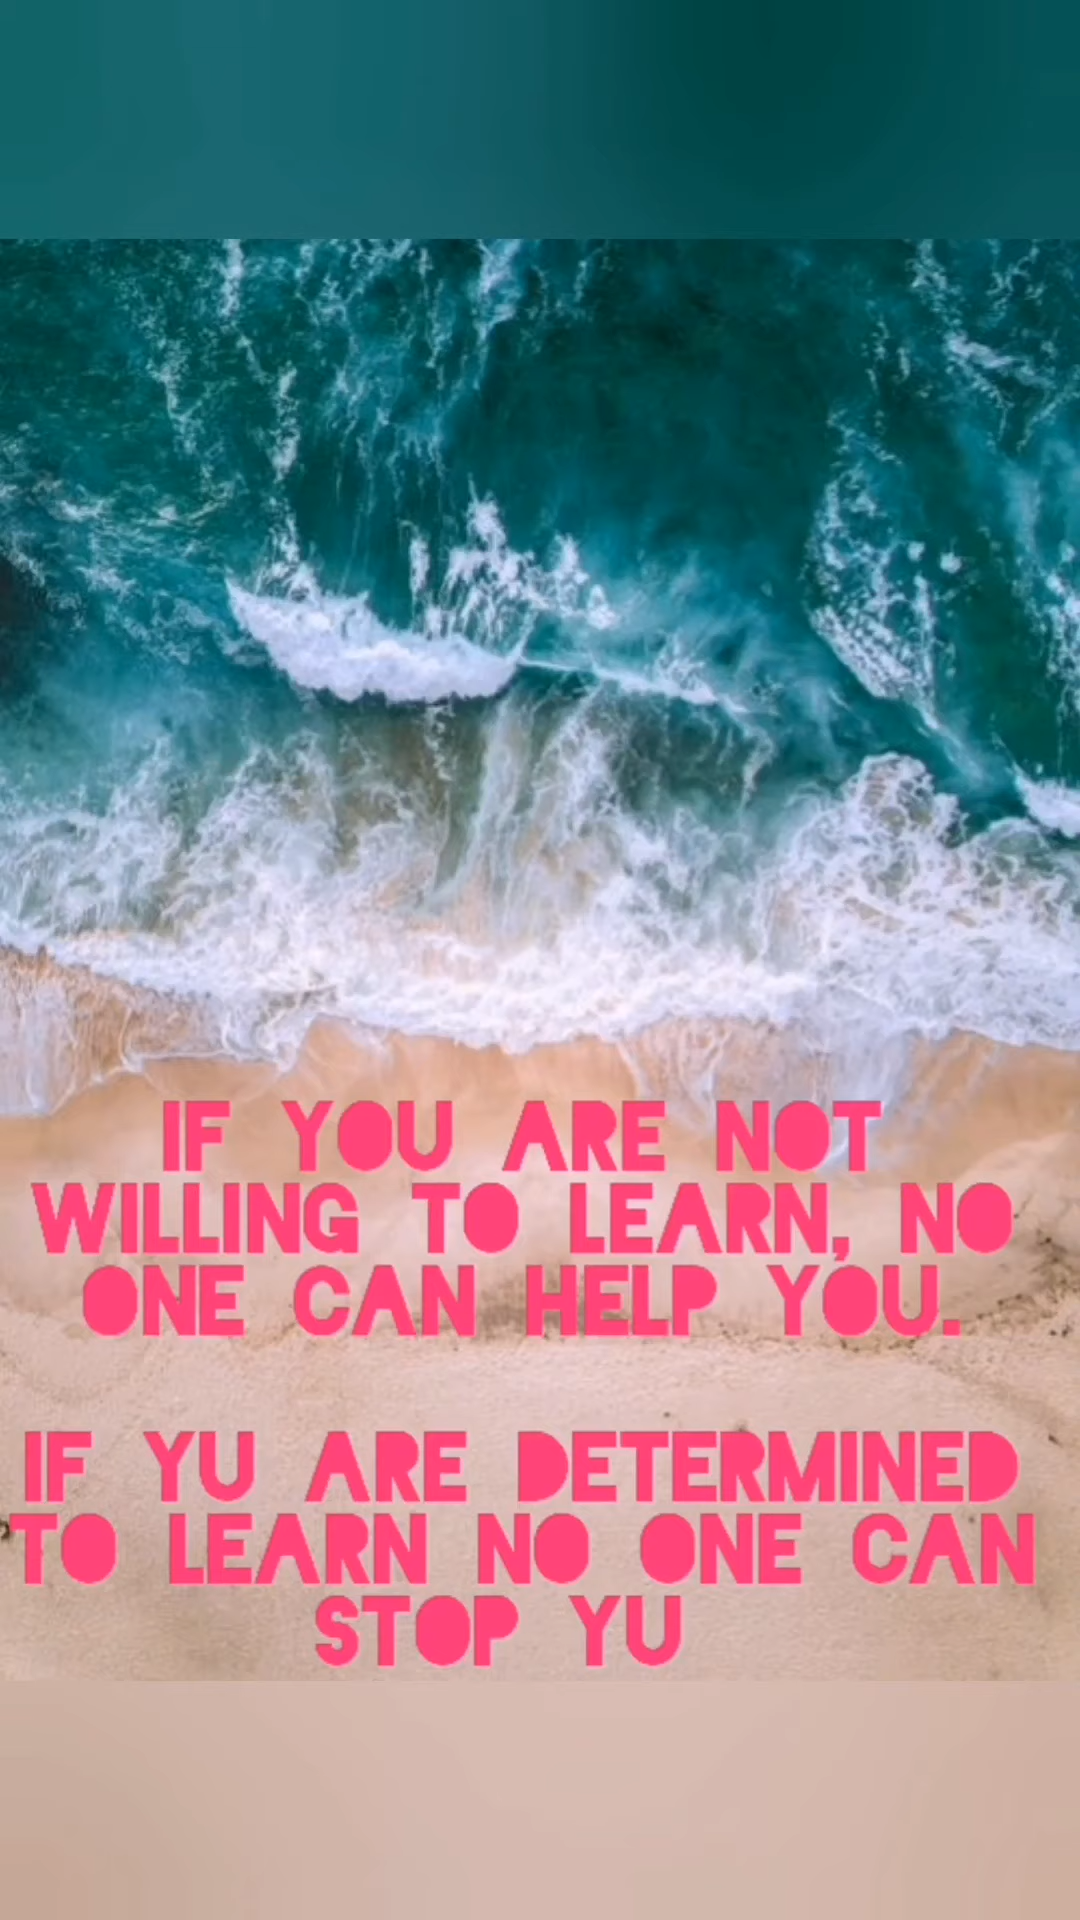 IF YOU ARE NOT
WILLING TO LEARN, NO
ONE CAN HELP YOU.
IF YU ARE DETERMINED
TO LEARN NO ONE CAN
STOP YU